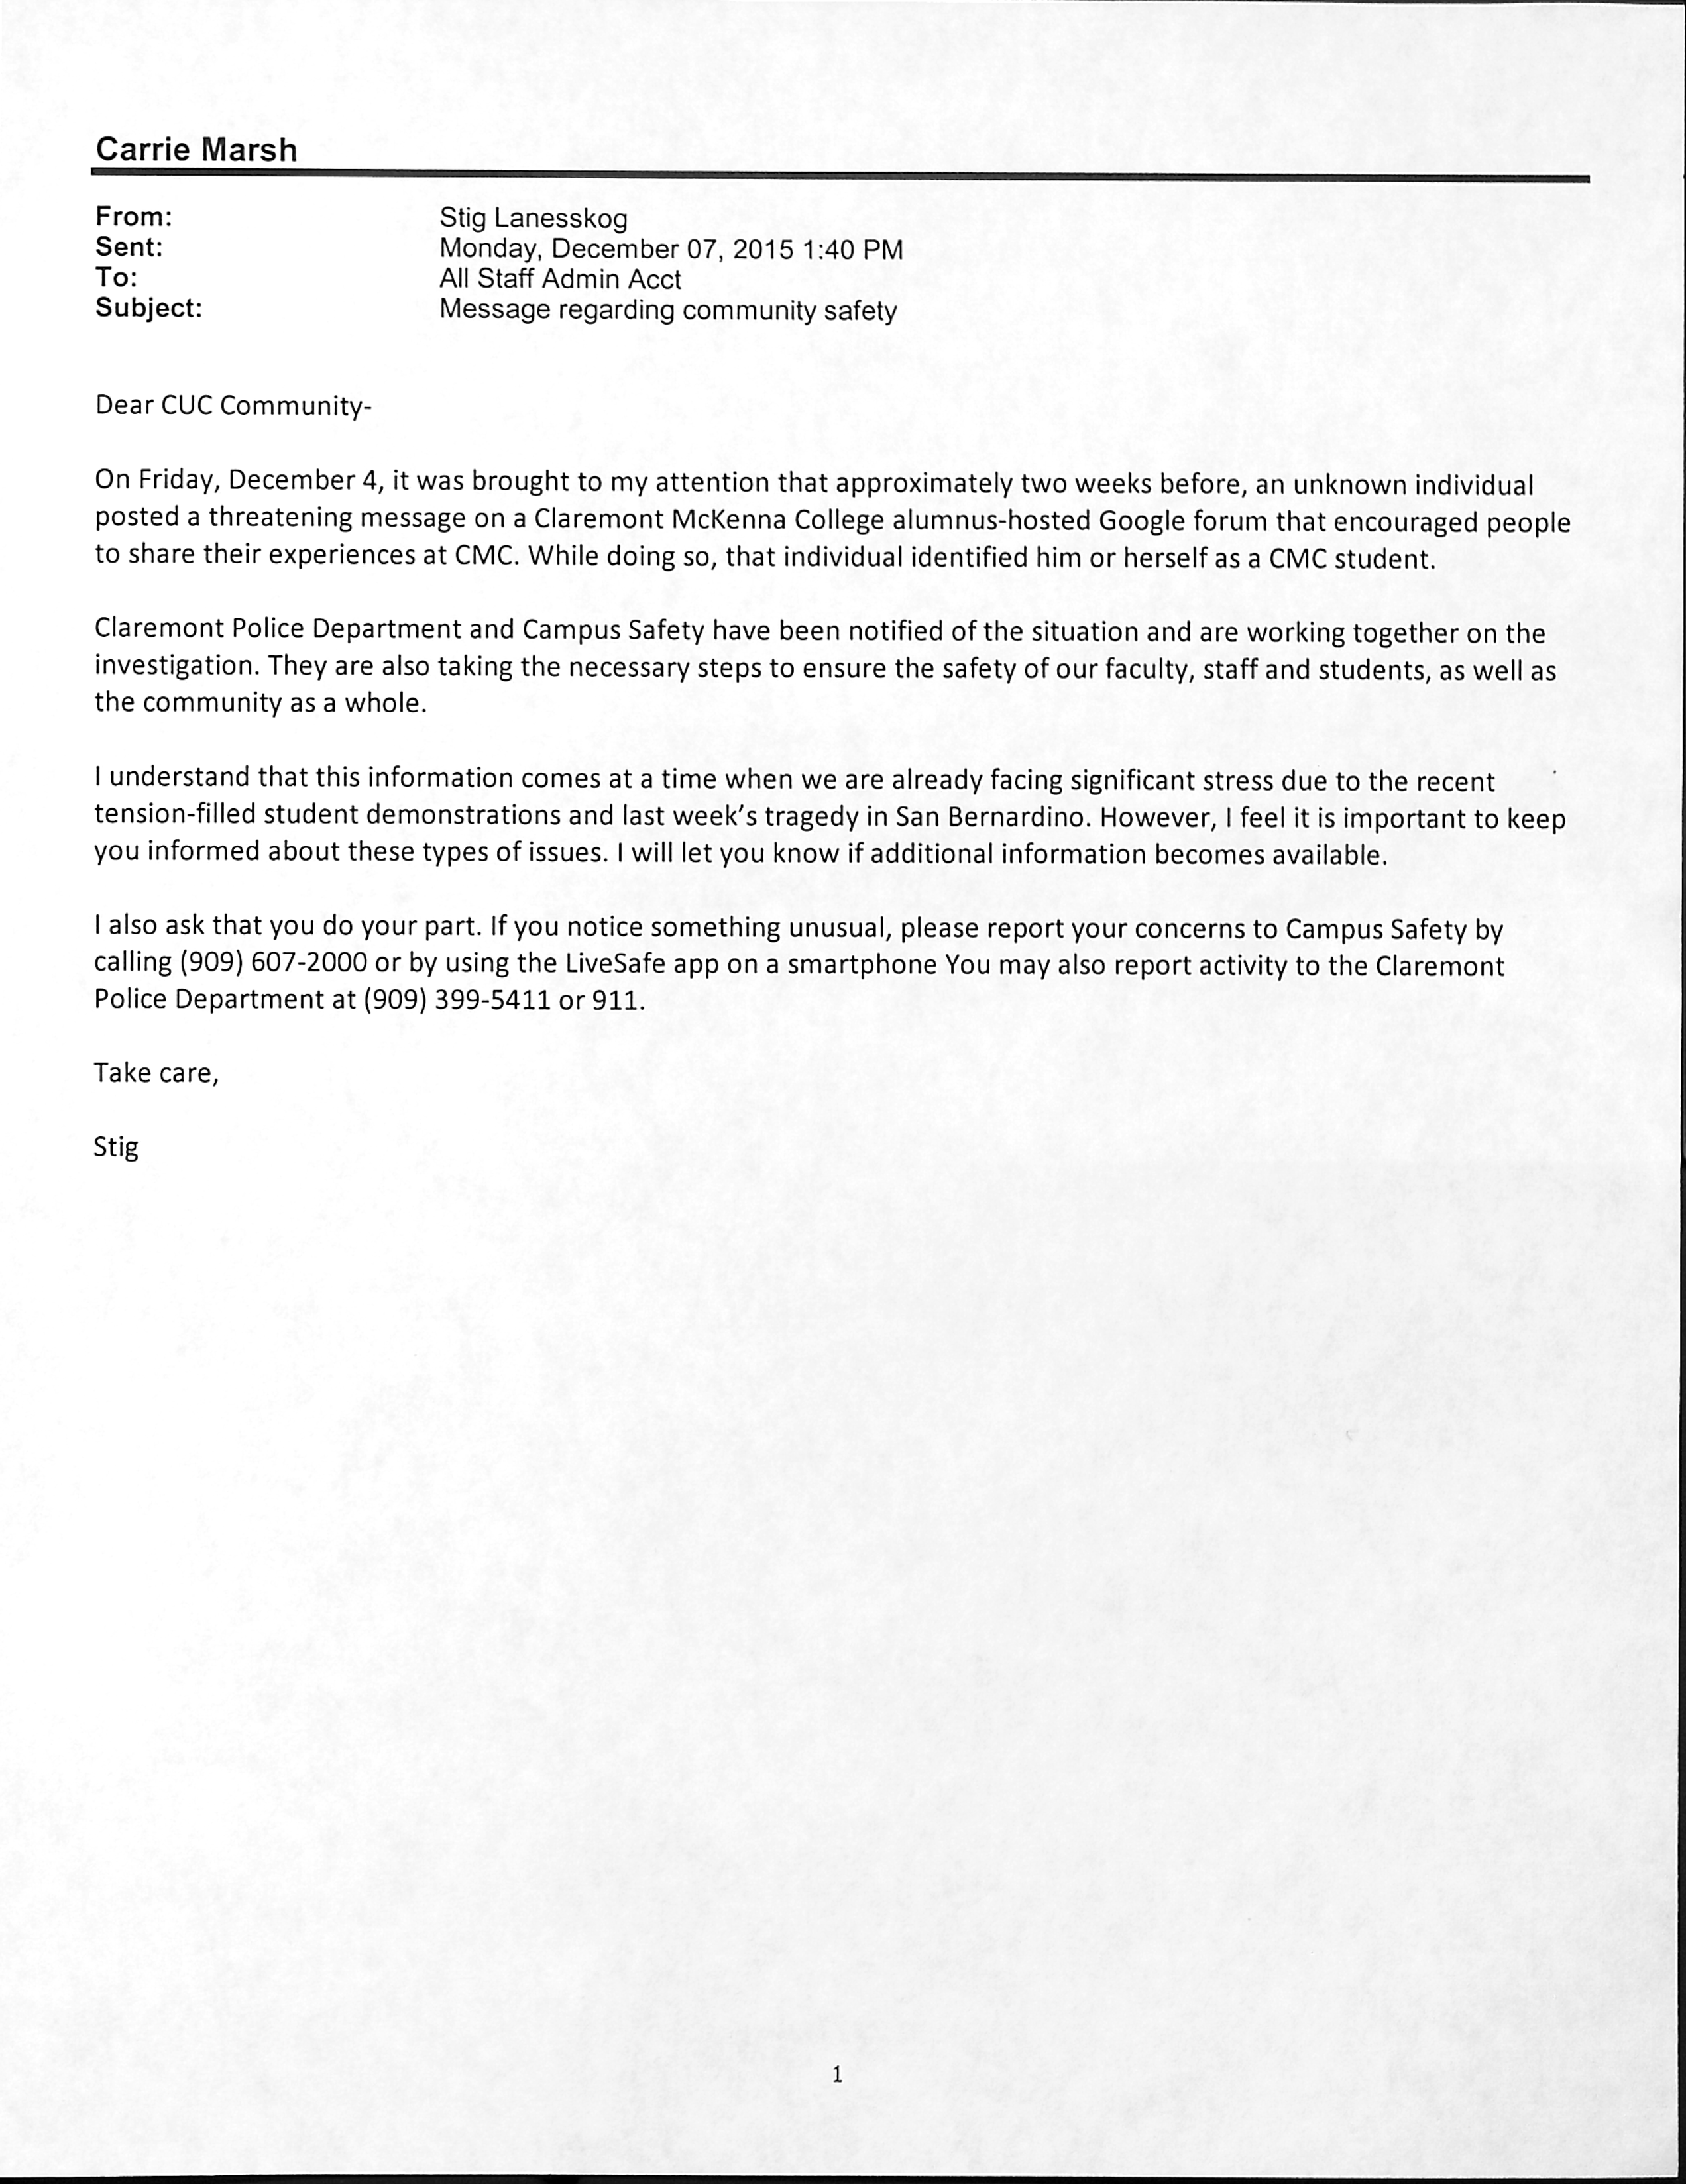 Carrie Marsh
From: Stig Lanesskog
Sent: Monday, December 07, 2015 1:40 PM
To: All Staff Admin Acct
Subject: Message regarding community safety
Dear CUC Community-
On Friday, December 4, it was brought to my attention that approximately two weeks before, an unknown individual
posted a threatening message on a Claremont McKenna College alumnus-hosted Google forum that encouraged people
to share their experiences at CMC. While doing so, that individual identified him or herself as a CMC student.
Claremont Police Department and Campus Safety have been notified of the situation and are working together on the
investigation. They are also taking the necessary steps to ensure the safety of our faculty, staff and students, as well as
the community as a whole.
I understand that this information comes at a time when we are already facing significant stress due to the recent
tension-filled student demonstrations and last week's tragedy in San Bernardino. However, I feel it is important to keep
you informed about these types of issues. I will let you know if additional information becomes available.
I also ask that you do your part. If you notice something unusual, please report your concerns to Campus Safety by
calling (909) 607-2000 or by using the LiveSafe app on a smartphone You may also report activity to the Claremont
Police Department at (909) 399-5411 or 911.
Take care,
Stig
1